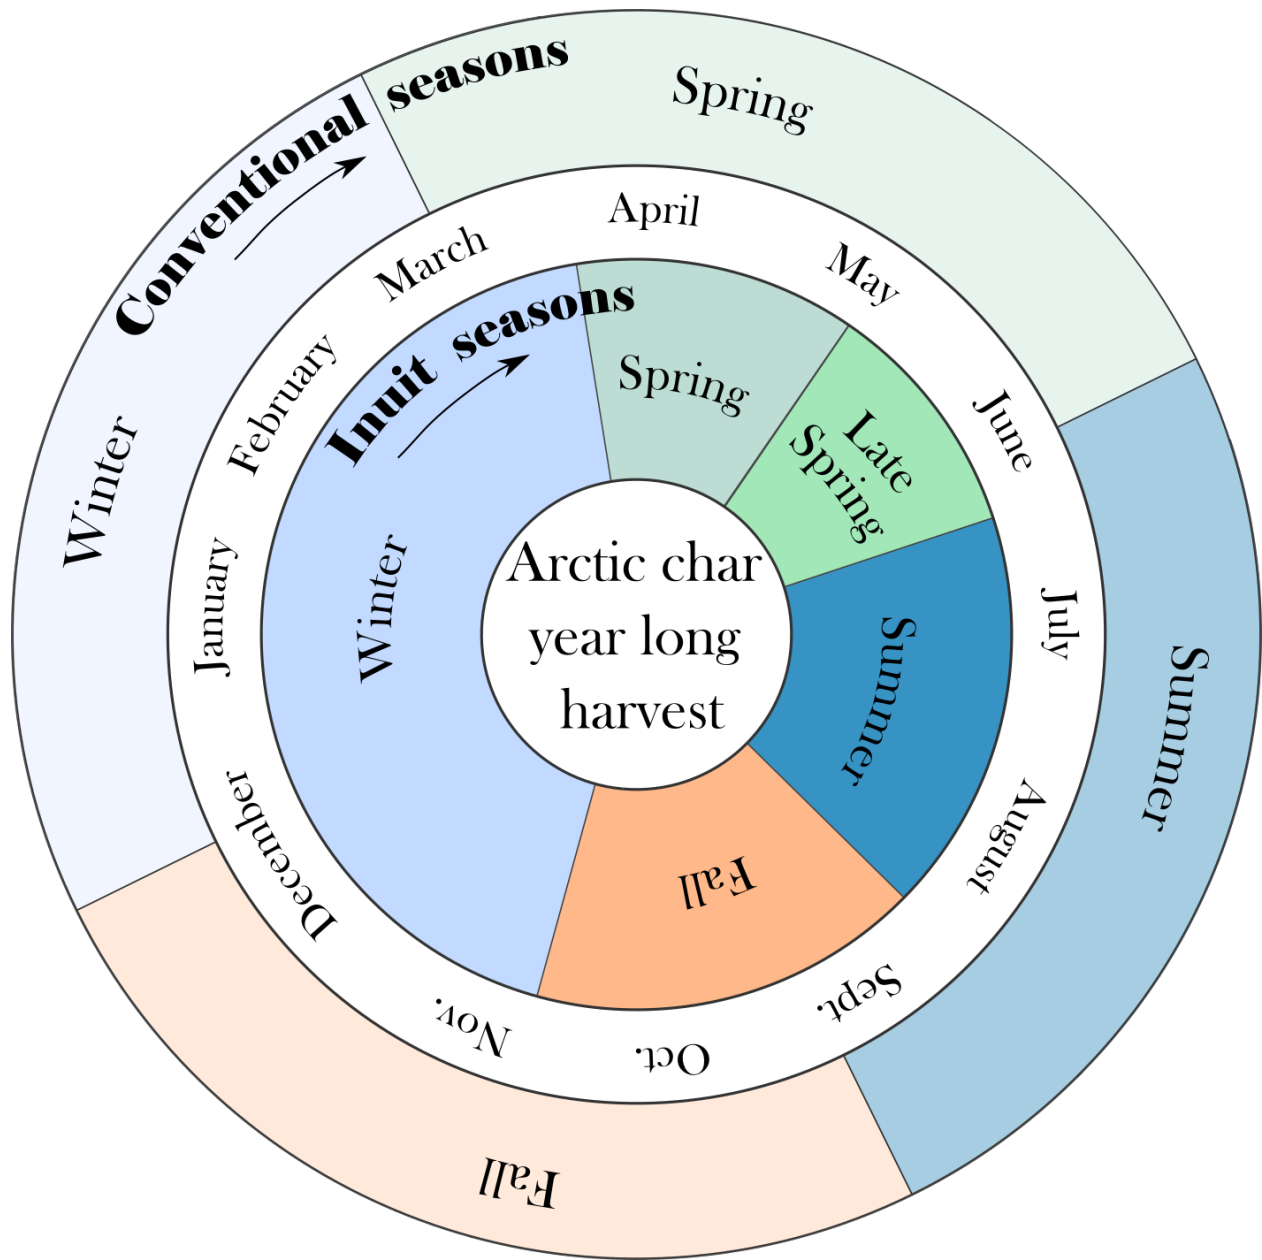 Conventional seasons
Spring
Summer
Fall
Winter
January
February
March
April
May
June
July
August
Sept.
Oct.
Nov.
December
Inuit seasons
Spring
Late
Spring
Summer
Fall
Winter
Arctic char
year long
harvest